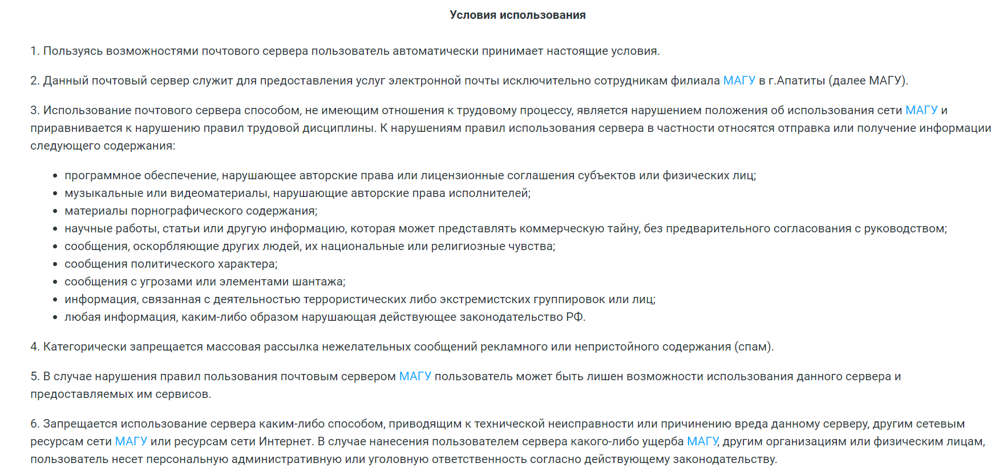 Условия использования
1. Пользуясь возможностями почтового сервера пользователь автоматически принимает настоящие условия.
2. Данный почтовый сервер служит для предоставления услуг электронной почты исключительно сотрудникам филиала МАГУ в г.Апатиты (далее МАГУ).
3. Использование почтового сервера способом, не имеющим отношения к трудовому процессу, является нарушением положения об использования сети МАГУ и
приравнивается к нарушению правил трудовой дисциплины. К нарушениям правил использования сервера в частности относятся отправка или получение информации
следующего содержания:
• программное обеспечение, нарушающее авторские права или лицензионные соглашения субъектов или физических лиц;
• музыкальные или видеоматериалы, нарушающие авторские права исполнителей;
• материалы порнографического содержания;
• научные работы, статьи или другую информацию, которая может представлять коммерческую тайну, без предварительного согласования с руководством;
• сообщения, оскорбляющие других людей, их национальные или религиозные чувства;
• сообщения политического характера;
• сообщения с угрозами или элементами шантажа;
• информация, связанная с деятельностью террористических либо экстремистских группировок или лиц;
• любая информация, каким-либо образом нарушающая действующее законодательство РФ.
4. Категорически запрещается массовая рассылка нежелательных сообщений рекламного или непристойного содержания (спам).
5. В случае нарушения правил пользования почтовым сервером МАГУ пользователь может быть лишен возможности использования данного сервера и
предоставляемых им сервисов.
6. Запрещается использование сервера каким-либо способом, приводящим к технической неисправности или причинению вреда данному серверу, другим сетевым
ресурсам сети МАГУ или ресурсам сети Интернет. В случае нанесения пользователем сервера какого-либо ущерба МАГУ, другим организациям или физическим лицам,
пользователь несет персональную административную или уголовную ответственность согласно действующему законодательству.